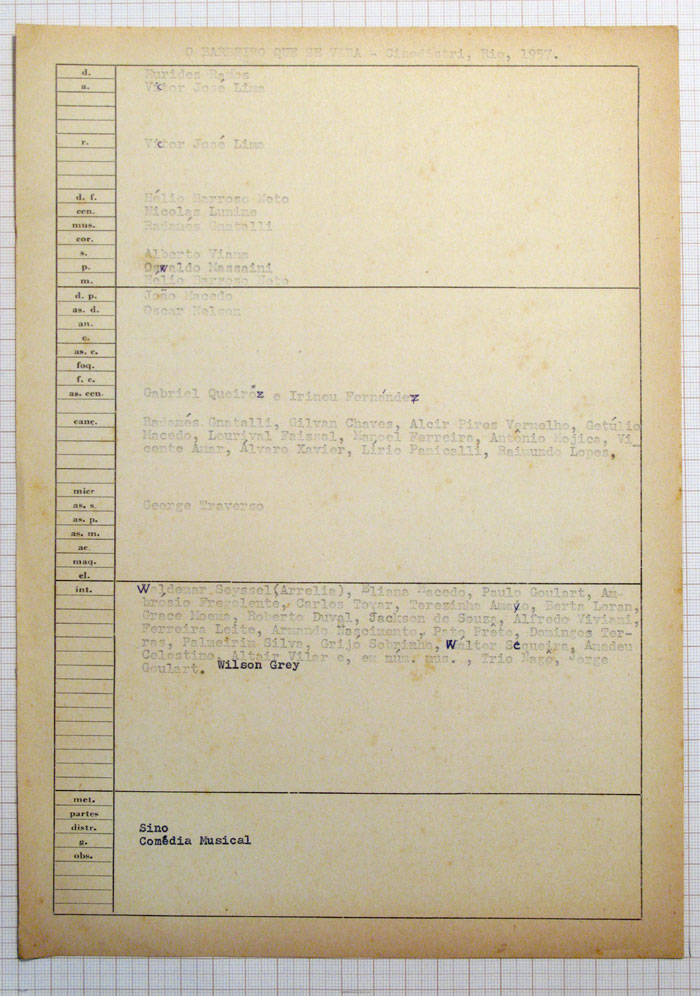 O BARBEIRO QUE SE VIRA - Cinedistri, Rio, 1957.
d. Eurides Ramos
a. Victor José Lima
r. Victor José Lima
d. f. Hélio Barroso Neto
cen. Nicolas Lunine
mus. Radamés Gnatalli
cor.
s. Alberto Viana
p. Oswaldo Massaini
m. Hélio Barroso Neto
d. p. João Macedo
as. d. Oscar Nelson
an.
e.
as. e.
foq.
f. c.
as. cen. Gabriel Queiróz e Irineu Fernández
canç. Radamés Gnatalli, Gilvan Chaves, Alcir Pires Vermelho, Getúlio
Macedo, Lourival Faissal, Manoel Ferreira, Antônio Mojica, Vi_
cente Amar, Álvaro Xavier, Lírio Panicalli, Raimundo Lopes,
micr
as. s. George Traverso
as. p.
as. m.
ac.
maq.
el.
int. Waldemar Seyssel(Arrelia), Eliana Macedo, Paulo Goulart, Am-
brosio Fregolente, Carlos Tovar, Terezinha Amayo, Berta Loran,
Grace Moema, Roberto Duval, Jackson de Souza, Alfredo Viviani,
Ferreira Leite, Armando Nascimento, Pato Prêto, Domingos Ter-
ras, Palmeirim Silva, Grijo Sobrinho, Walter Sequeira, Amadeu
Celestino, Altair Vilar e, em núm. mus. , Trio Nagô, Jorge
Goulart. Wilson Grey
met.
partes
distr. Sino
g. Comédia Musical
obs.